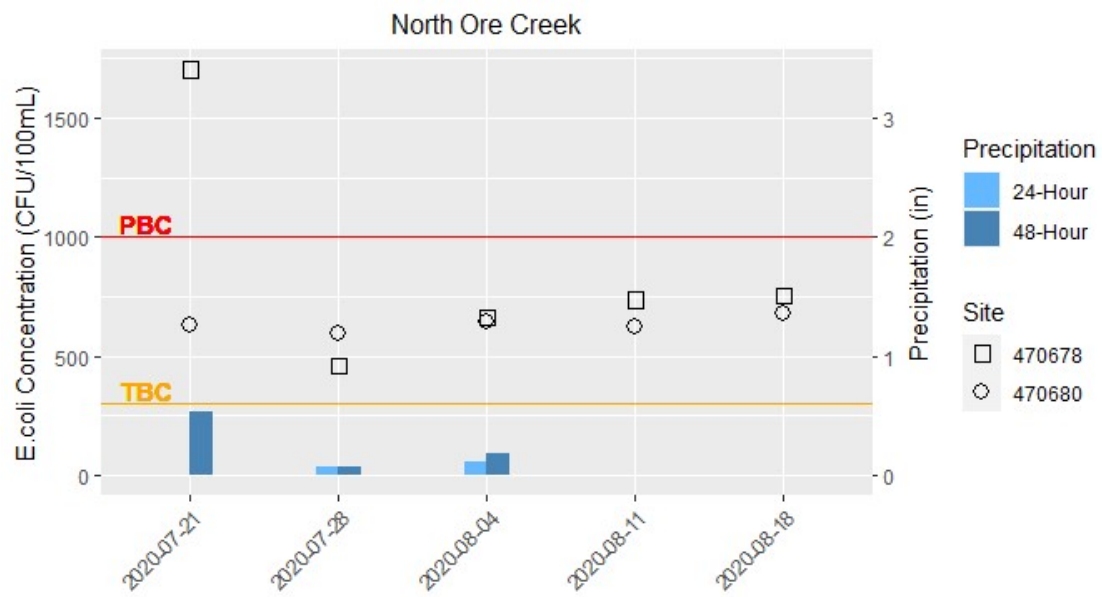 North Ore Creek
E.coli Concentration (CFU/100mL)
1500
1000
500
0
PBC
TBC
3
2
1
0
Precipitation (in)
2020-07-21
2020-07-28
2020-08-04
2020-08-11
2020-08-18
Precipitation
24-Hour
48-Hour
Site
470678
470680